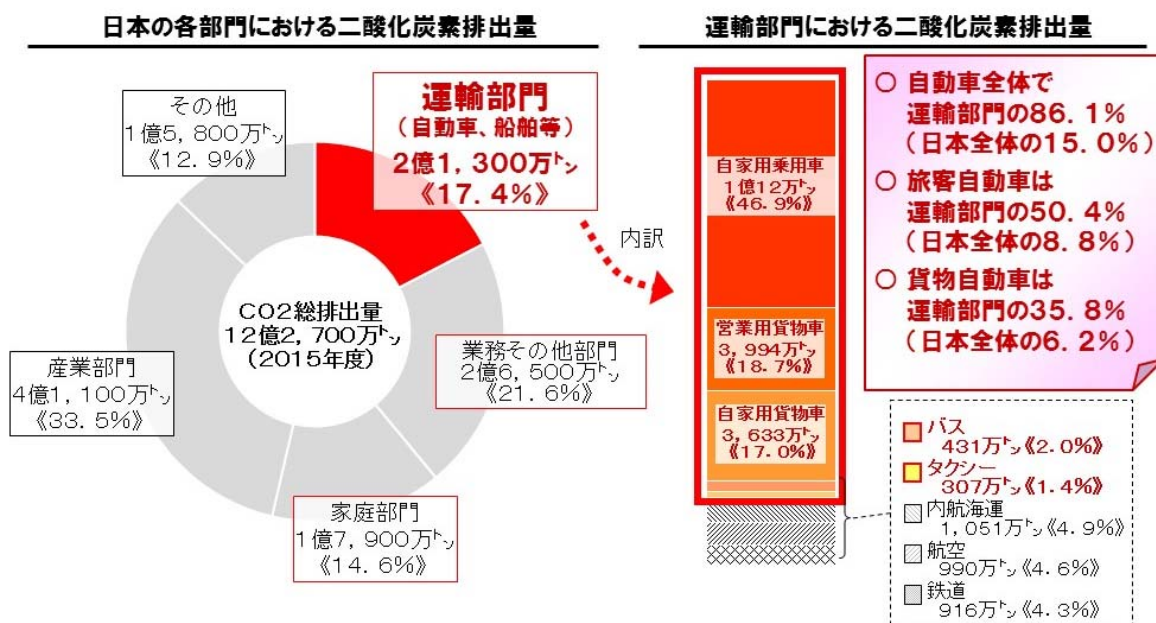 日本の各部門における二酸化炭素排出量
その他
1億5,800万㌧
《12.9%》
運輸部門
(自動車、船舶等)
2億1,300万㌧
《17.4%》
CO2総排出量
12億2,700万㌧
(2015年度)
業務その他部門
2億6,500万㌧
《21.6%》
産業部門
4億1,100万㌧
《33.5%》
家庭部門
1億7,900万㌧
《14.6%》
内訳
運輸部門における二酸化炭素排出量
自家用乗用車
1億12万㌧
《46.9%》
営業用貨物車
3,994万㌧
《18.7%》
自家用貨物車
3,633万㌧
《17.0%》
○ 自動車全体で
運輸部門の86.1%
(日本全体の15.0%)
○ 旅客自動車は
運輸部門の50.4%
(日本全体の8.8%)
○ 貨物自動車は
運輸部門の35.8%
(日本全体の6.2%)
バス
431万㌧《2.0%》
タクシー
307万㌧《1.4%》
内航海運
1,051万㌧《4.9%》
航空
990万㌧《4.6%》
鉄道
916万㌧《4.3%》